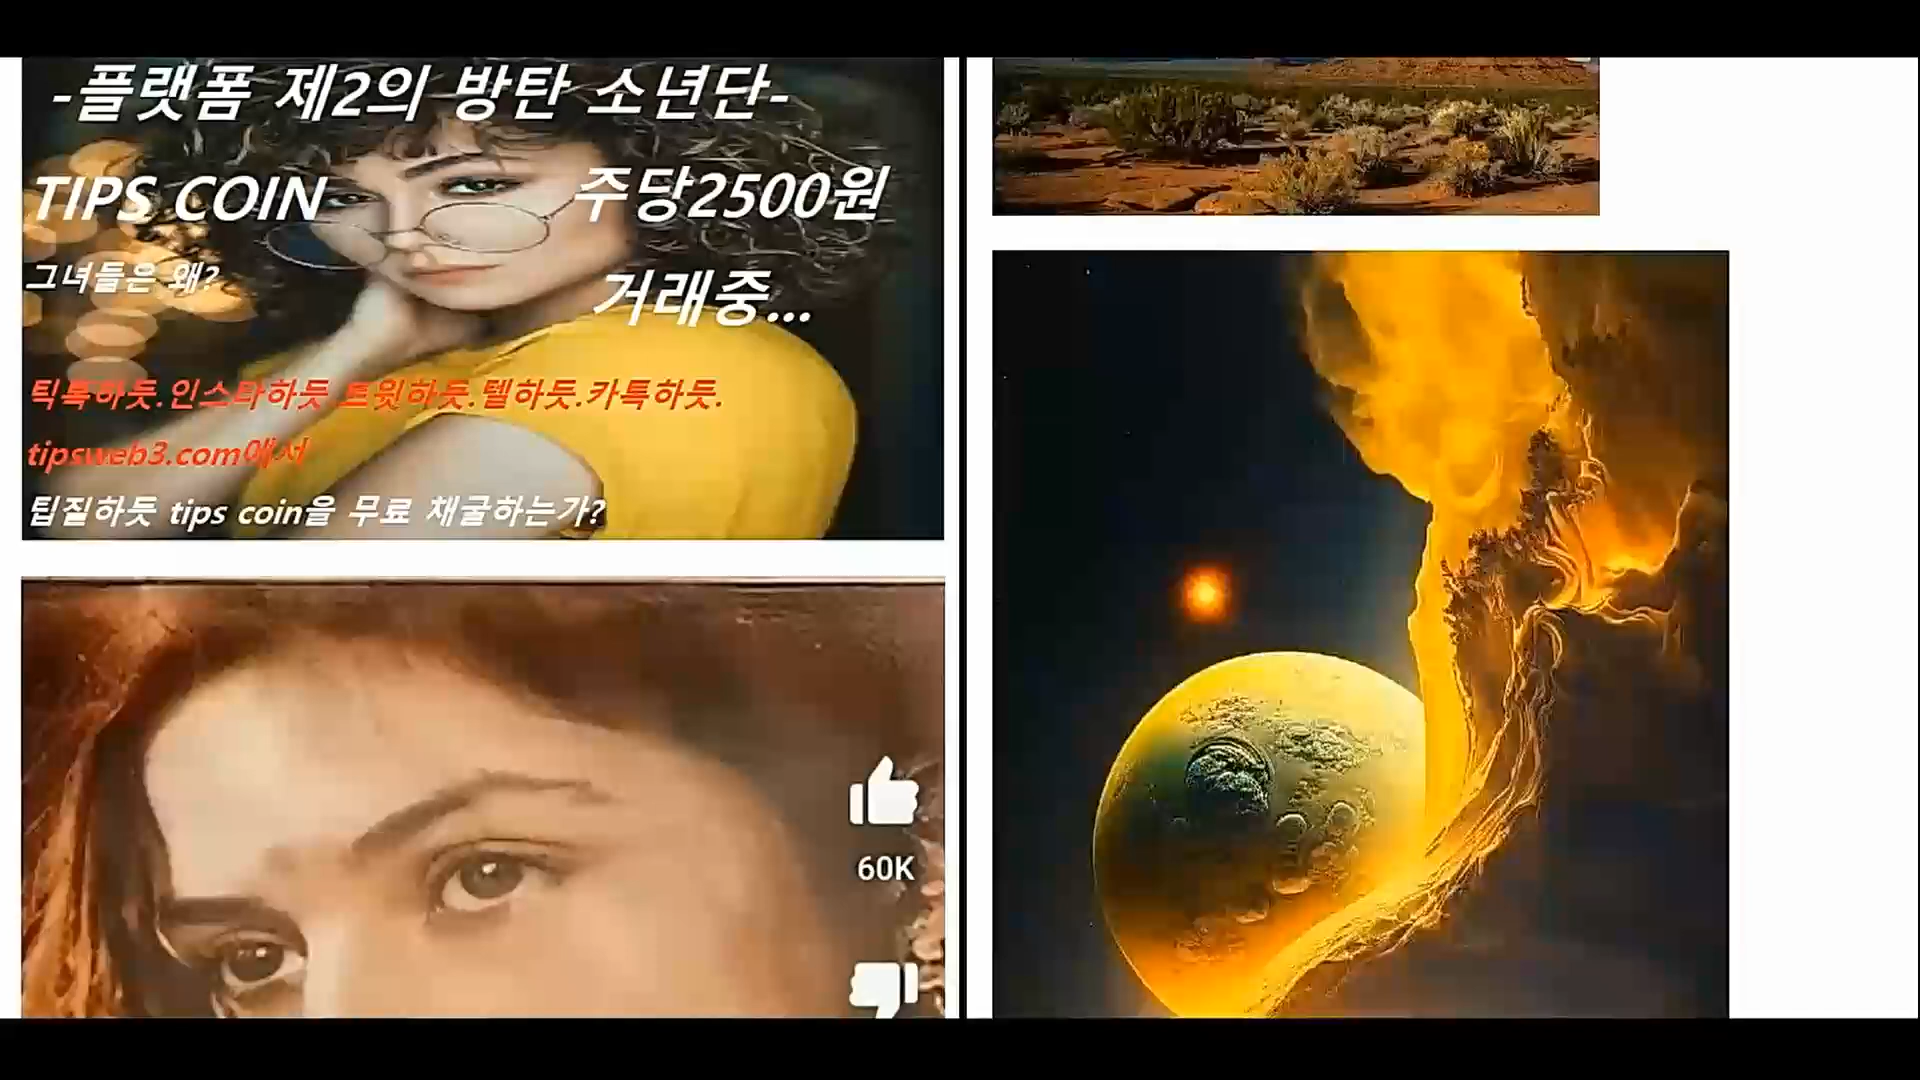 -플랫폼 제2의 방탄 소년단-
TIPS COIN 주당2500원
그녀들은 왜?
거래중...
틱톡하듯.인스타하듯 트윗하듯.텔하듯.카톡하듯.
tipsweb3.com에서
팁질하듯 tips coin을 무료 채굴하는가?
60K